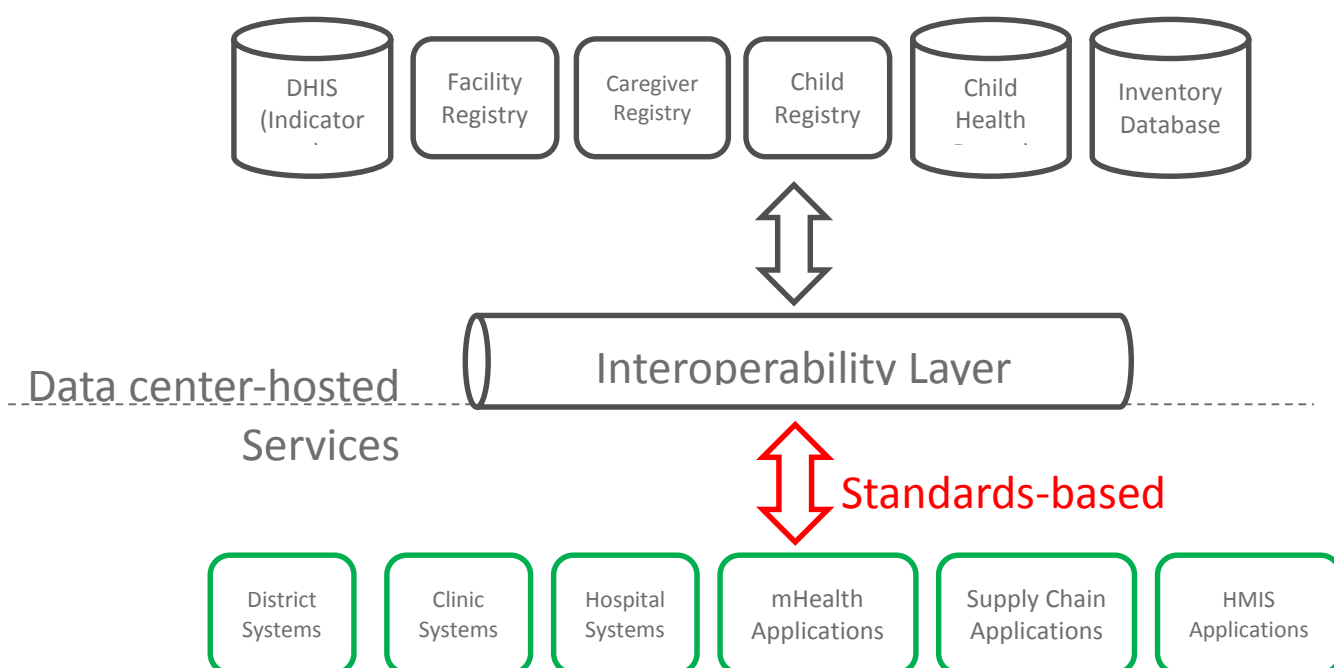 DHIS
(Indicator
Facility
Registry
Caregiver
Registry
Child
Registry
Child
Health
Inventory
Database
Interoperability Layer
Data center-hosted
Services
Standards-based
District
Systems
Clinic
Systems
Hospital
Systems
mHealth
Applications
Supply Chain
Applications
HMIS
Applications